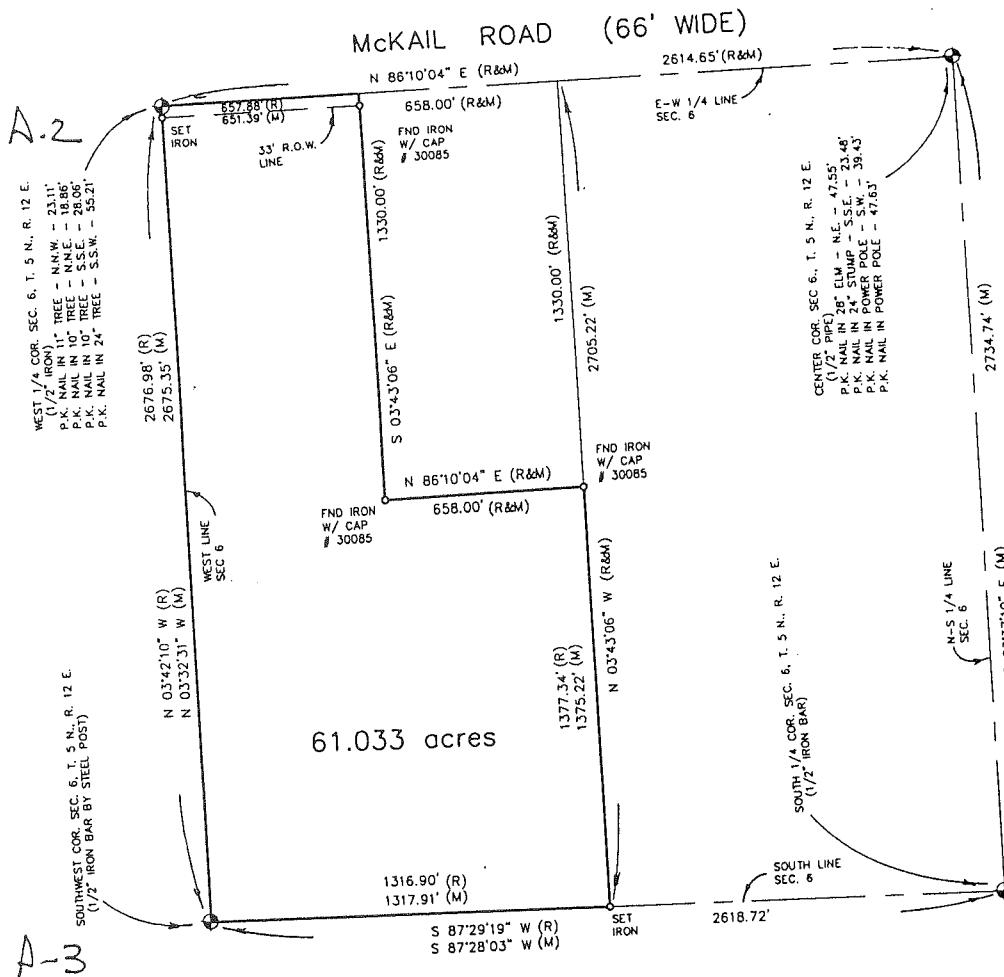 McKAIL ROAD (66' WIDE)
N 86°10'04" E (R&M)
2614.65' (R&M)
657.88' (R)
651.39' (M)
658.00' (R&M)
E-W 1/4 LINE
SEC. 6
A.2
SET
IRON
33' R.O.W.
LINE
FND IRON
W/ CAP
# 30085
WEST 1/4 COR. SEC. 6, T. 5 N., R. 12 E.
(1/2" IRON)
P.K. NAIL IN 11" TREE - N.N.W. - 23.11'
P.K. NAIL IN 10" TREE - N.N.E. - 18.86'
P.K. NAIL IN 10" TREE - S.S.E. - 28.06'
P.K. NAIL IN 24" TREE - S.S.W. - 55.21'
2676.98' (R)
2675.35' (M)
1330.00' (R&M)
S 03°43'06" E (R&M)
1330.00' (R&M)
2705.22' (M)
CENTER COR. SEC 6., T. 5 N., R. 12 E.
(1/2" PIPE)
P.K. NAIL IN 28" ELM - N.E. - 47.55'
P.K. NAIL IN 24" STUMP - S.S.E. - 23.48'
P.K. NAIL IN POWER POLE - S.W. - 39.43'
P.K. NAIL IN POWER POLE - 47.63'
2734.74' (M)
FND IRON
W/ CAP
# 30085
N 86°10'04" E (R&M)
658.00' (R&M)
FND IRON
W/ CAP
# 30085
WEST LINE
SEC 6
N 03°42'10" W (R)
N 03°32'31" W (M)
N 03°43'06" W (R&M)
1377.34' (R)
1375.22' (M)
N-S 1/4 LINE
SEC. 6
E (M)
61.033 acres
SOUTHWEST COR. SEC. 6, T. 5 N., R. 12 E.
(1/2" IRON BAR BY STEEL POST)
SOUTH 1/4 COR. SEC. 6, T. 5 N., R. 12 E.
(1/2" IRON BAR)
1316.90' (R)
1317.91' (M)
SOUTH LINE
SEC. 6
S 87°29'19" W (R)
S 87°28'03" W (M)
SET
IRON
2618.72'
A-3